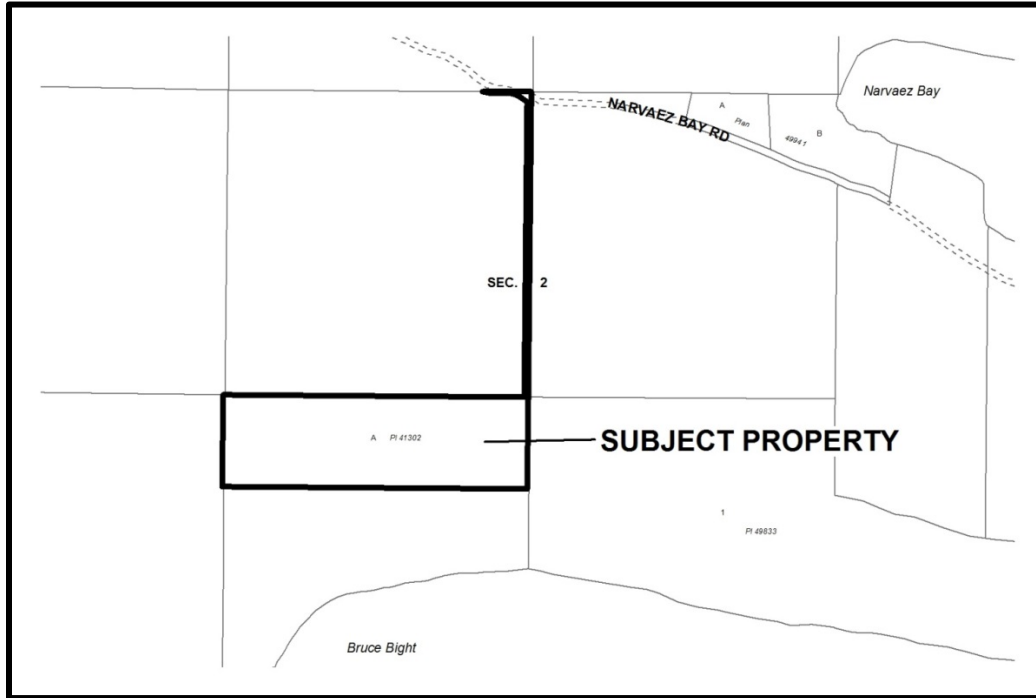 Narvaez Bay
NARVAEZ BAY RD
A
Plan
B
49941
SEC. 2
A Pl 41302
SUBJECT PROPERTY
1
Pl 49833
Bruce Bight